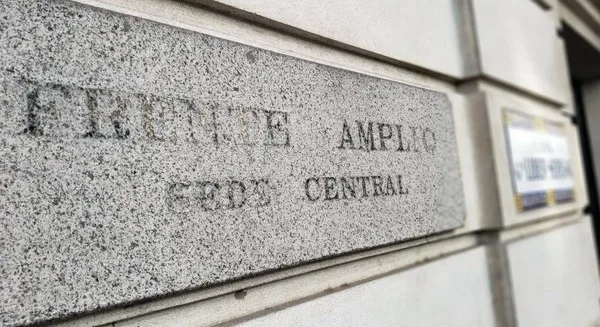 FRENTE AMPLIO
SEDE CENTRAL